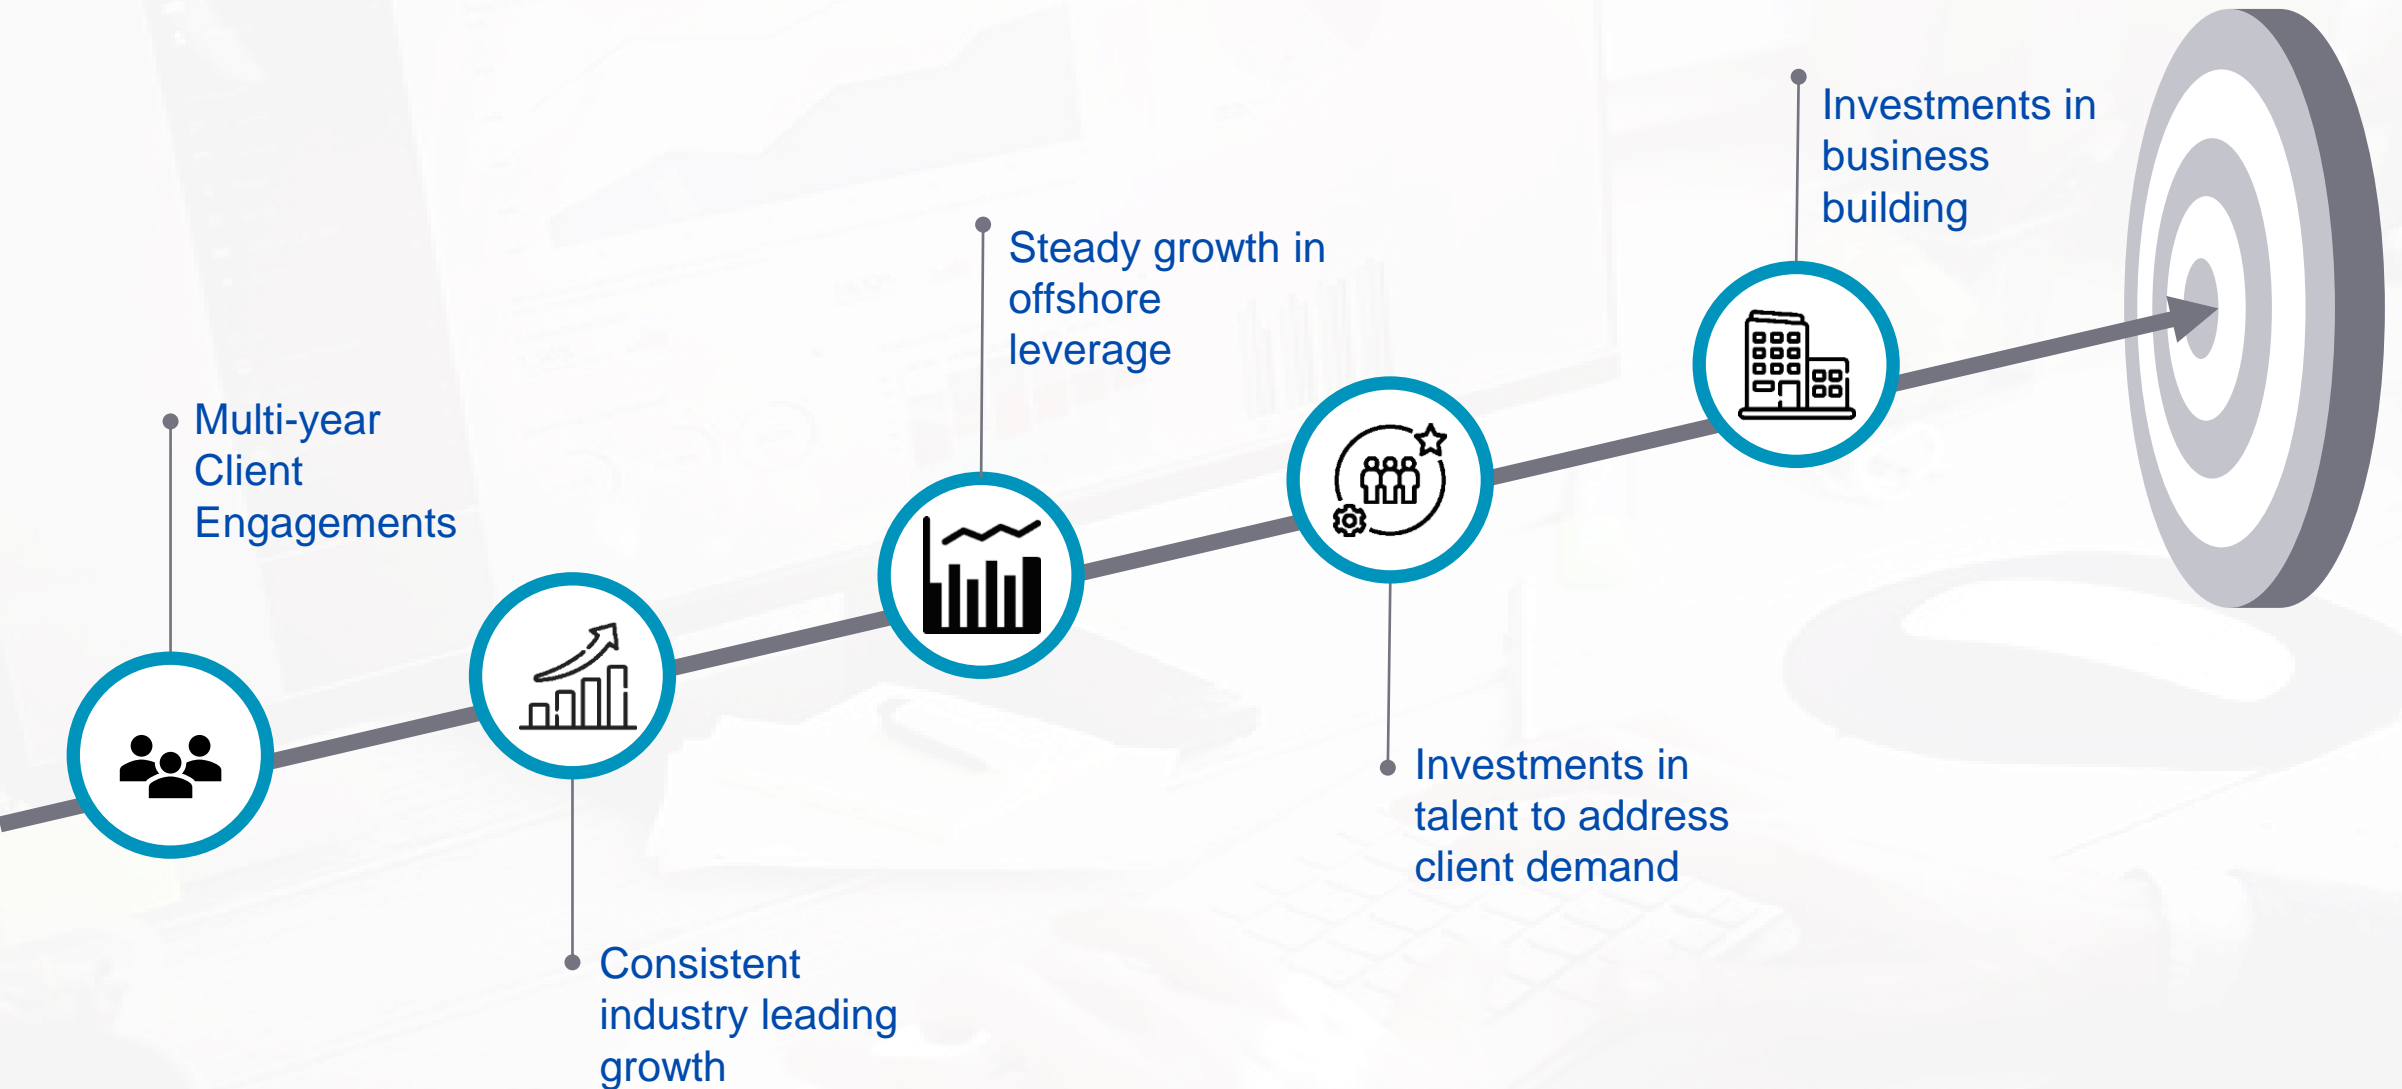 Multi-year
Client
Engagements
Consistent
industry leading
growth
Steady growth in
offshore
leverage
Investments in
talent to address
client demand
Investments in
business
building